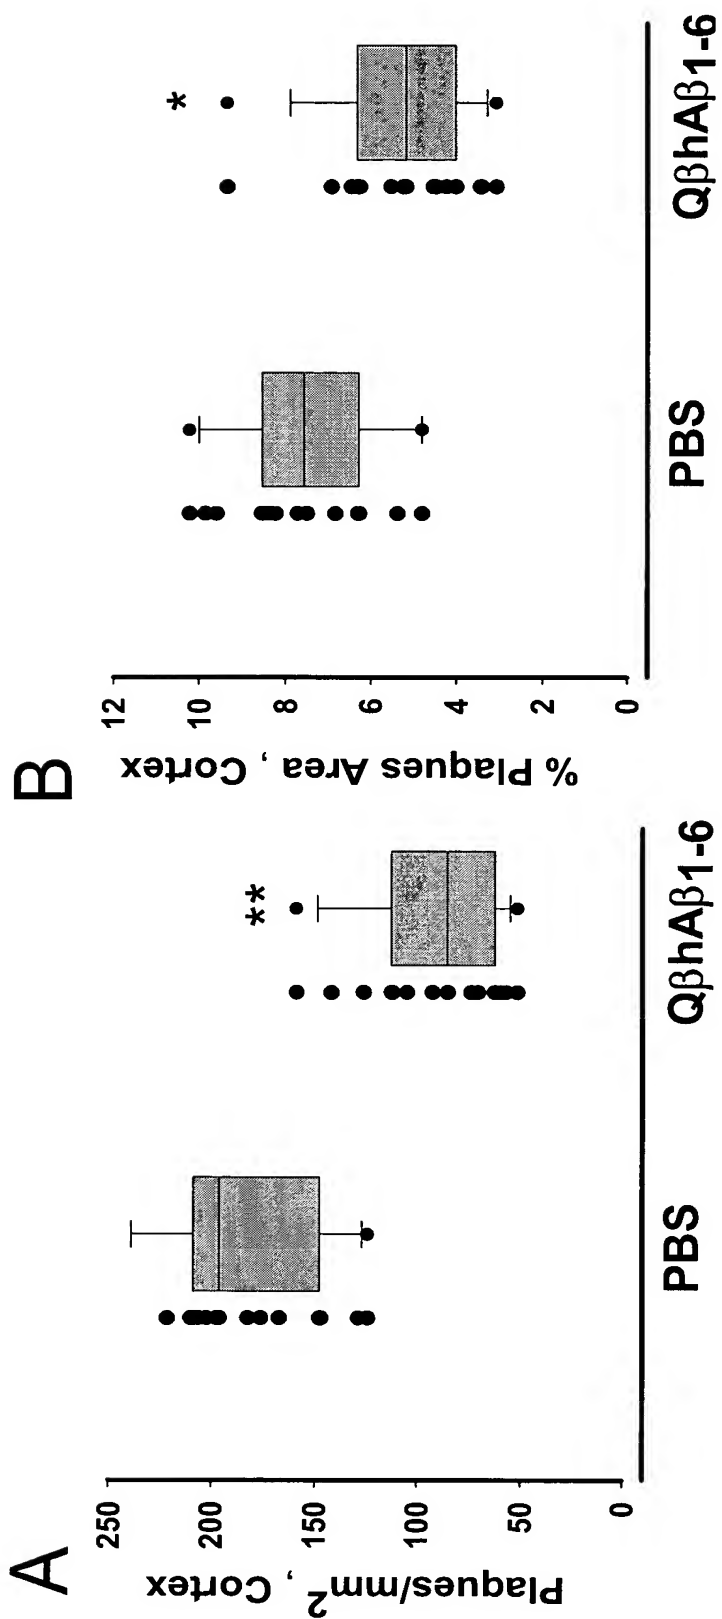 A
Plaques/mm², Cortex
250
200
150
100
50
0
**
PBS
QβhAβ1-6
B
% Plaques Area , Cortex
12
10
8
6
4
2
0
*
PBS
QβhAβ1-6